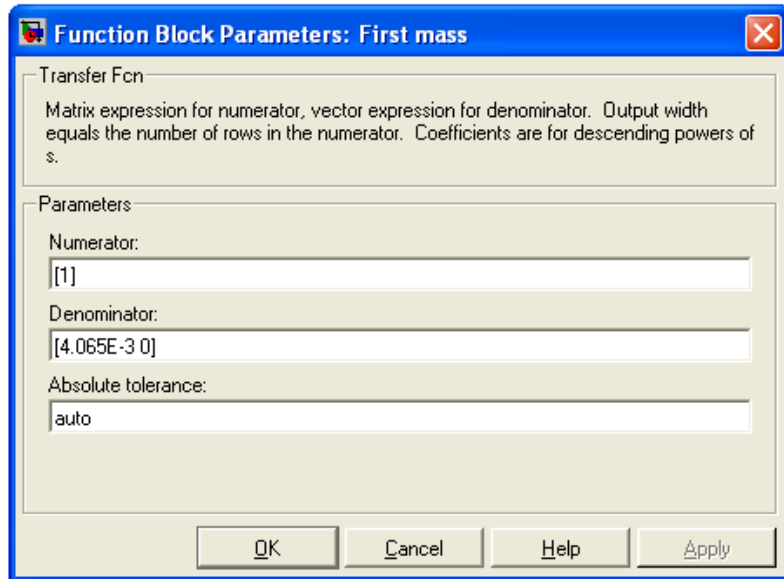 Function Block Parameters: First mass
Transfer Fcn
Matrix expression for numerator, vector expression for denominator.  Output width
equals the number of rows in the numerator.  Coefficients are for descending powers of
s.
Parameters
Numerator:
[1]
Denominator:
[4.065E-3 0]
Absolute tolerance:
auto
OK Cancel Help Apply